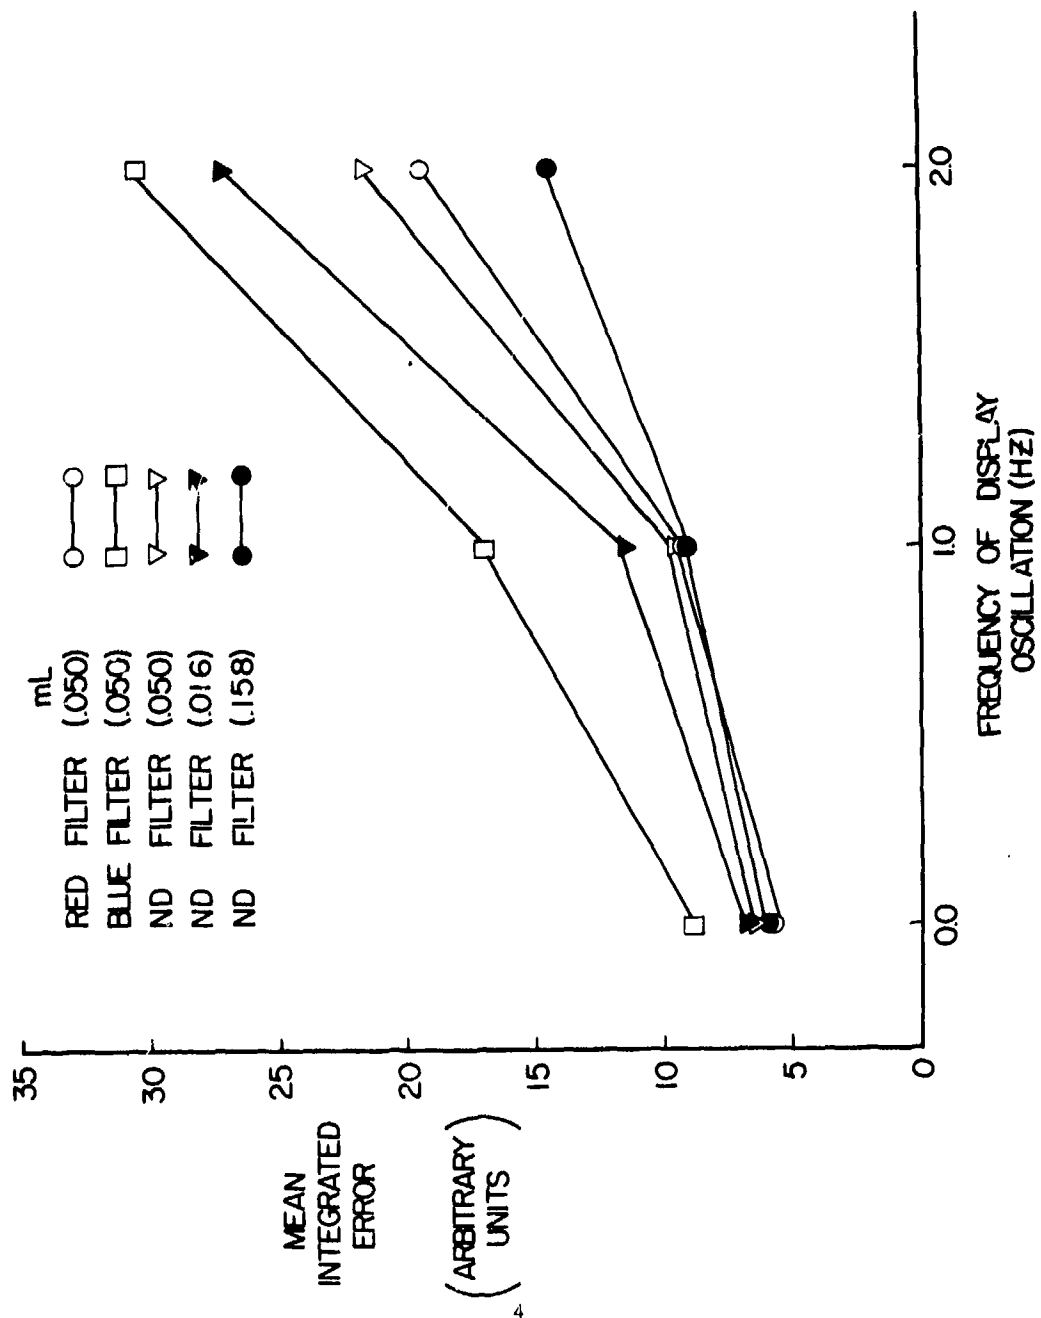 mL
RED FILTER (.050)
BLUE FILTER (.050)
ND FILTER (.050)
ND FILTER (.016)
ND FILTER (.158)
35
30
25
20
15
10
5
0
MEAN
INTEGRATED
ERROR
(ARBITRARY
UNITS)
0.0
1.0
2.0
FREQUENCY OF DISPLAY
OSCILLATION (HZ)
4